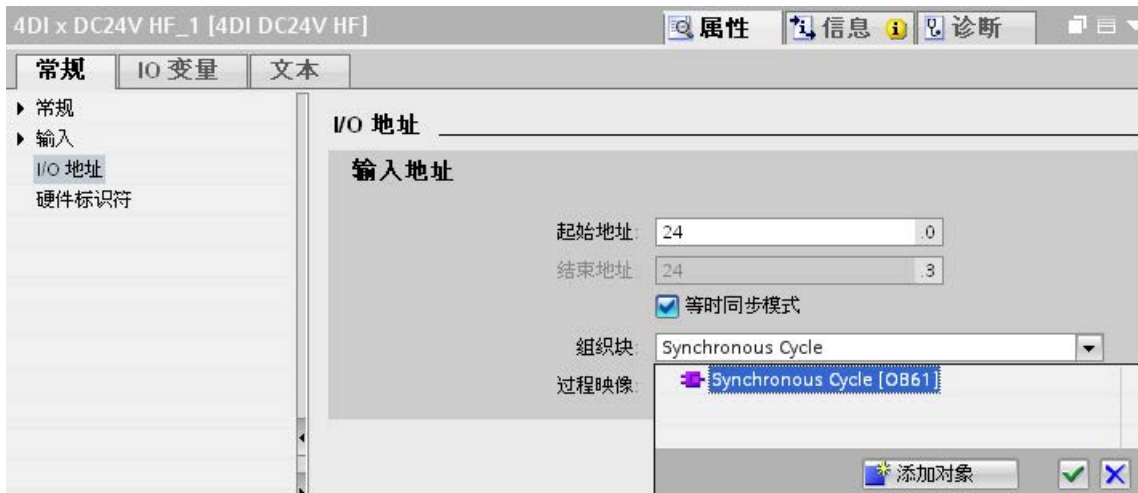 4DI x DC24V HF_1 [4DI DC24V HF]
属性
信息
诊断
常规
IO 变量
文本
常规
输入
I/O 地址
硬件标识符
I/O 地址
输入地址
起始地址: 24 .0
结束地址 24 .3
等时同步模式
组织块: Synchronous Cycle
过程映像:
Synchronous Cycle [OB61]
添加对象